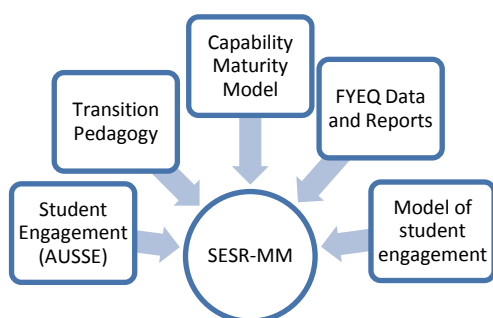 Capability
Maturity
Model
Transition
Pedagogy
FYEQ Data
and Reports
Student
Engagement
(AUSSE)
SESR-MM
Model of
student
engagement